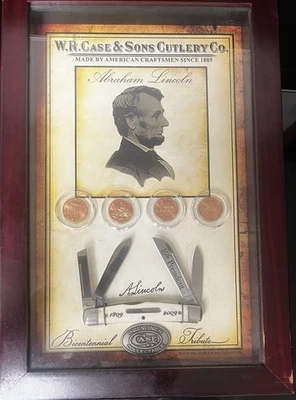 W.R. CASE & SONS CUTLERY CO.
MADE BY AMERICAN CRAFTSMEN SINCE 1889
Abraham Lincoln
A. Lincoln
1809 2009
Bicentennial Tribute
CASE